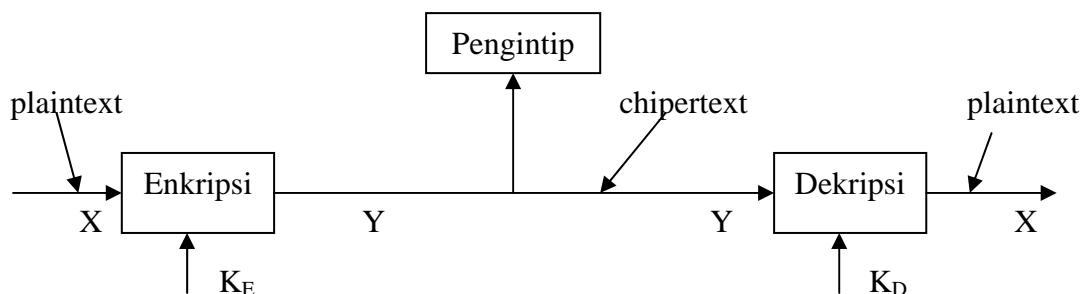 Pengintip
plaintext chipertext plaintext
Enkripsi Dekripsi
X Y Y X
K_E K_D